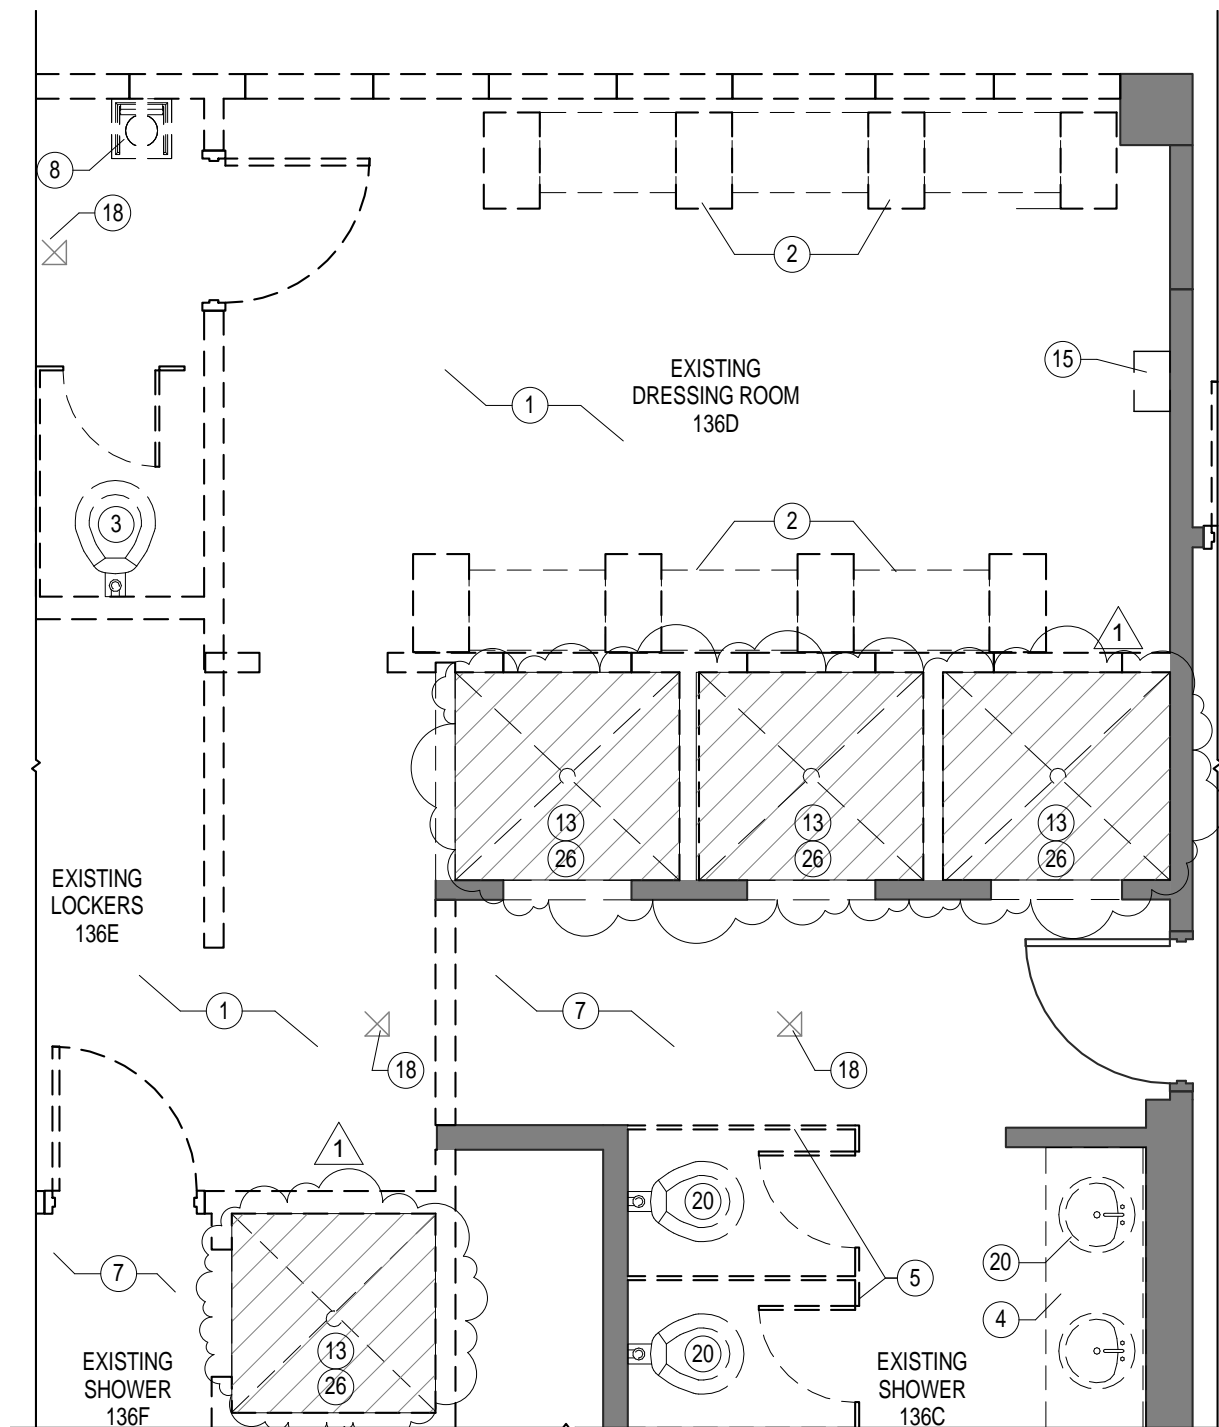 8
18
2
EXISTING
DRESSING ROOM
136D
15
1
3
2
1
13
26
13
26
13
26
EXISTING
LOCKERS
136E
1
7
18
18
1
20
20
7
5
4
13
26
20
EXISTING
SHOWER
136F
EXISTING
SHOWER
136C